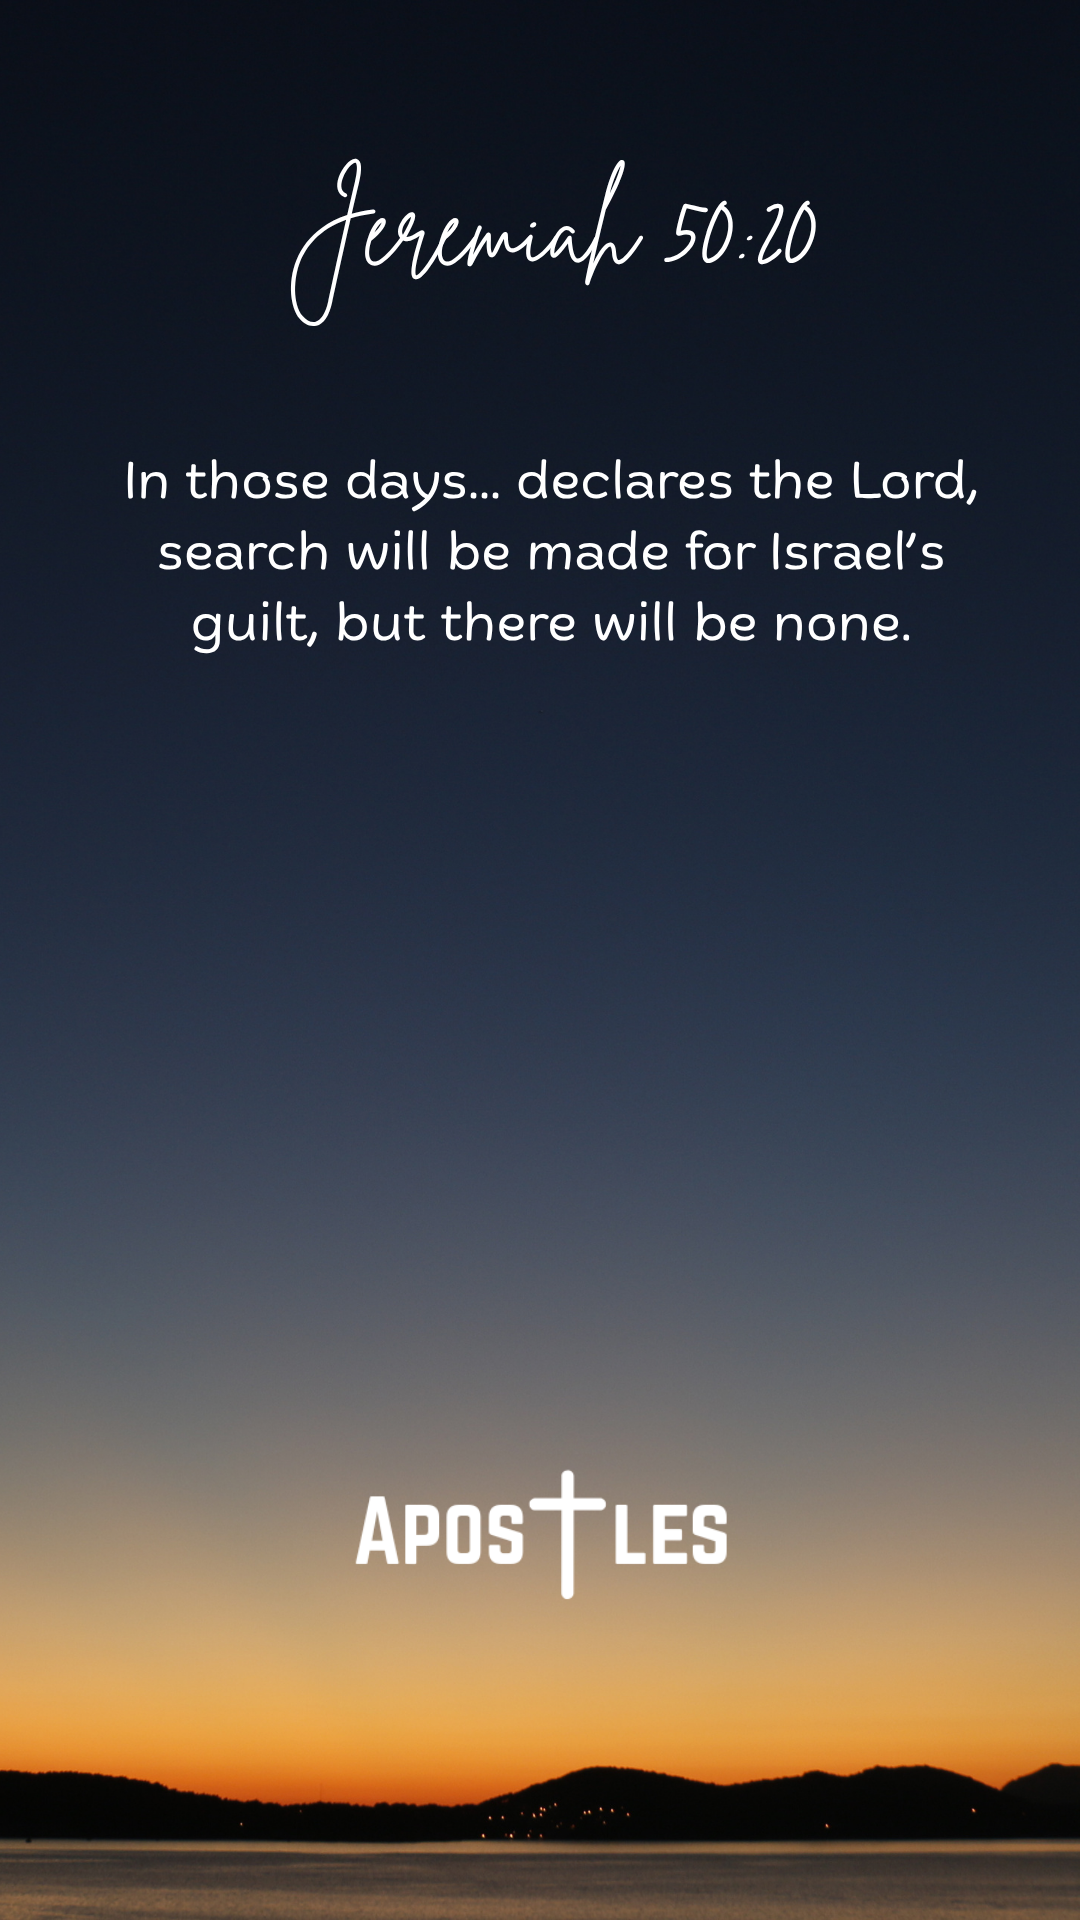 Jeremiah 50:20
In those days... declares the Lord,
search will be made for Israel’s
guilt, but there will be none.
APOSTLES